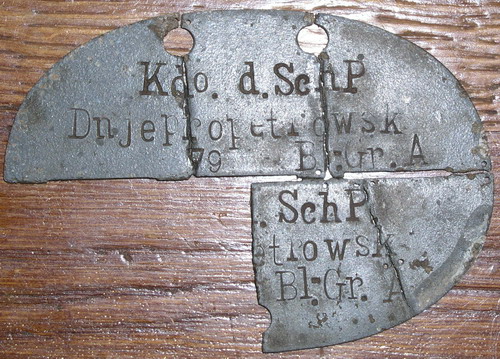 Kdo. d. SchP
Dnjepropetrowsk
79 Bl:Gr. A
SchP
etrowsk
Bl:Gr. A